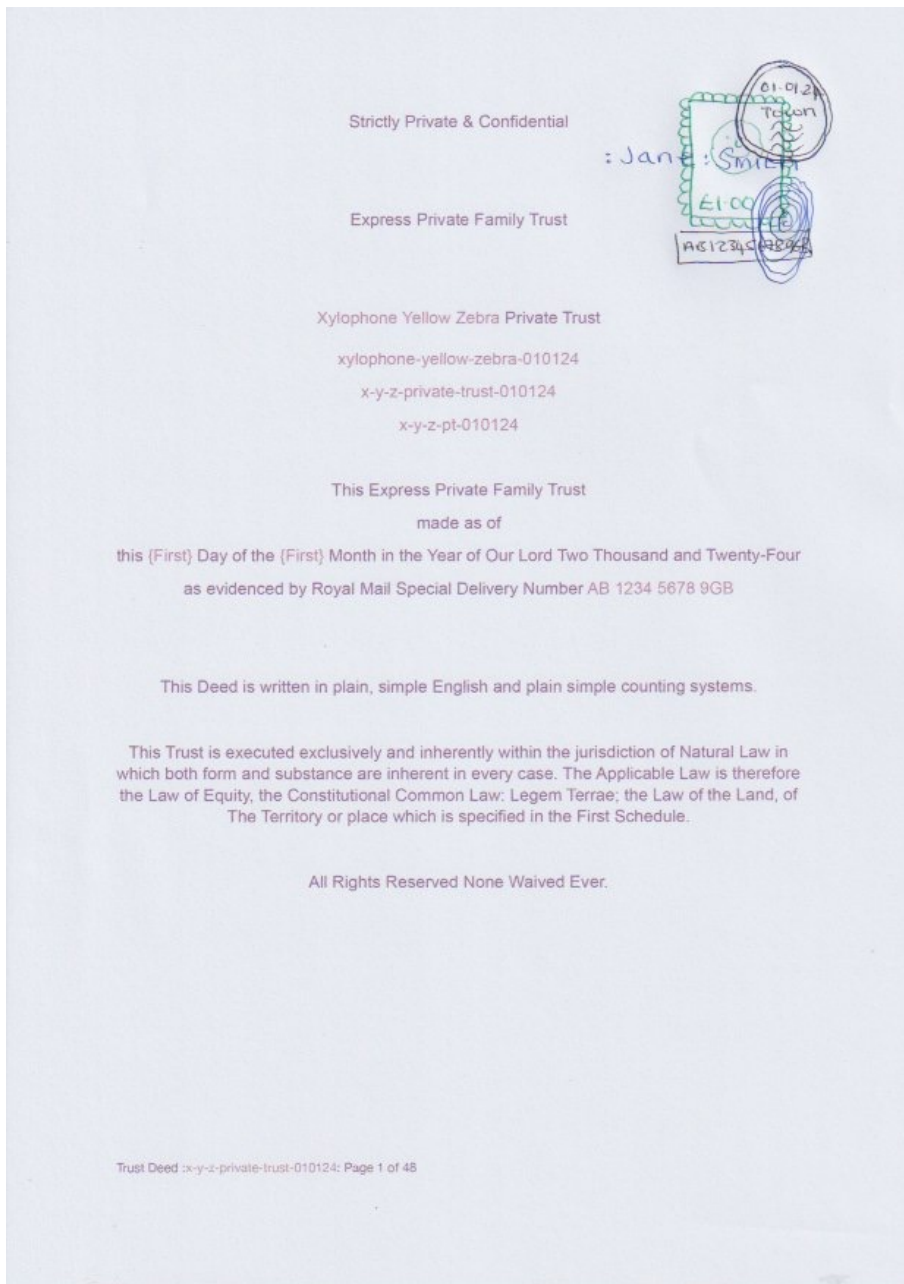 Strictly Private & Confidential
01-01-24
Town
:Jane: Smith
£1-00
Express Private Family Trust
Xylophone Yellow Zebra Private Trust
xylophone-yellow-zebra-010124
x-y-z-private-trust-010124
x-y-z-pt-010124
This Express Private Family Trust
made as of
this {First} Day of the {First} Month in the Year of Our Lord Two Thousand and Twenty-Four
as evidenced by Royal Mail Special Delivery Number AB 1234 5678 9GB
This Deed is written in plain, simple English and plain simple counting systems.
This Trust is executed exclusively and inherently within the jurisdiction of Natural Law in
which both form and substance are inherent in every case. The Applicable Law is therefore
the Law of Equity, the Constitutional Common Law: Legem Terrae; the Law of the Land, of
The Territory or place which is specified in the First Schedule.
All Rights Reserved None Waived Ever.
Trust Deed :x-y-z-private-trust-010124: Page 1 of 48